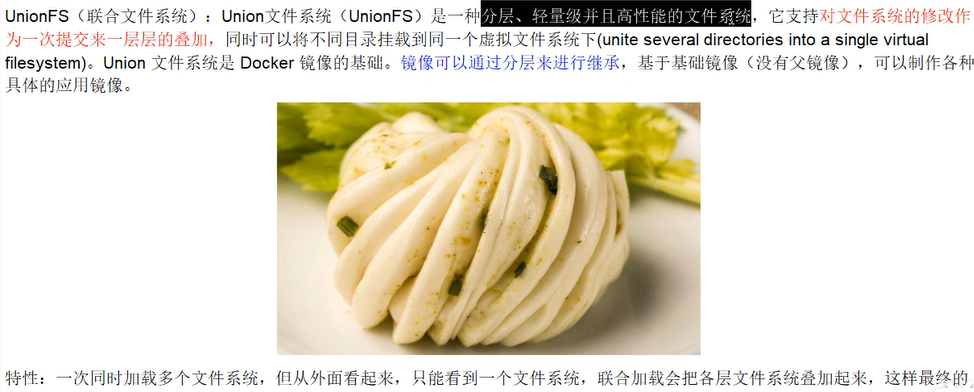 UnionFS（联合文件系统）：Union文件系统（UnionFS）是一种分层、轻量级并且高性能的文件系统，它支持对文件系统的修改作
为一次提交来一层层的叠加，同时可以将不同目录挂载到同一个虚拟文件系统下(unite several directories into a single virtual
filesystem)。Union 文件系统是 Docker 镜像的基础。镜像可以通过分层来进行继承，基于基础镜像（没有父镜像），可以制作各种
具体的应用镜像。
特性：一次同时加载多个文件系统，但从外面看起来，只能看到一个文件系统，联合加载会把各层文件系统叠加起来，这样最终的